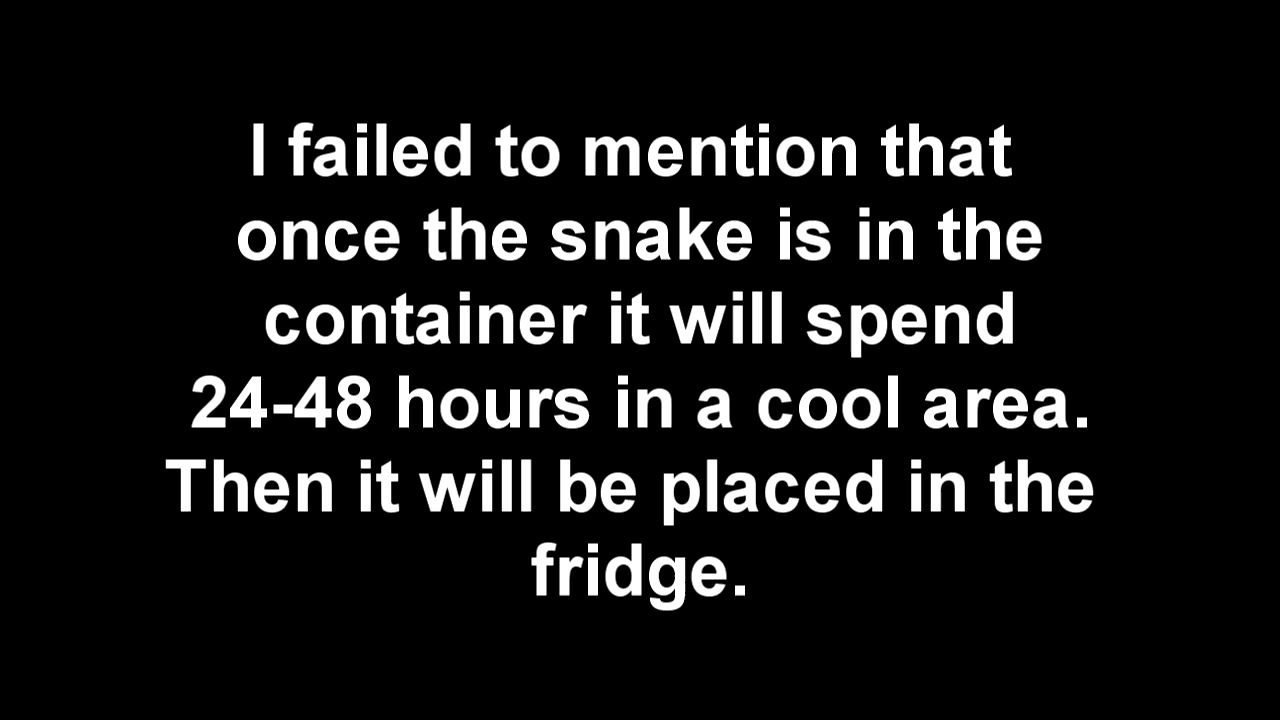 I failed to mention that
once the snake is in the
container it will spend
24-48 hours in a cool area.
Then it will be placed in the
fridge.